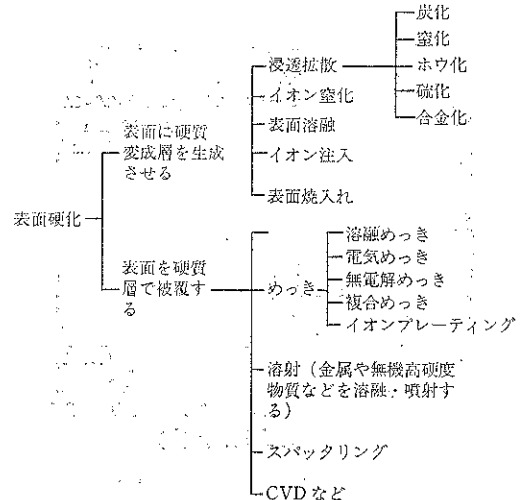 表面硬化
表面に硬質
変成層を生成
させる
浸透拡散
炭化
窒化
ホウ化
硫化
合金化
イオン窒化
表面溶融
イオン注入
表面焼入れ
表面を硬質
層で被覆す
る
めっき
溶融めっき
電気めっき
無電解めっき
複合めっき
イオンプレーティング
溶射（金属や無機高硬度
物質などを溶融・噴射す
る）
スパッタリング
CVDなど